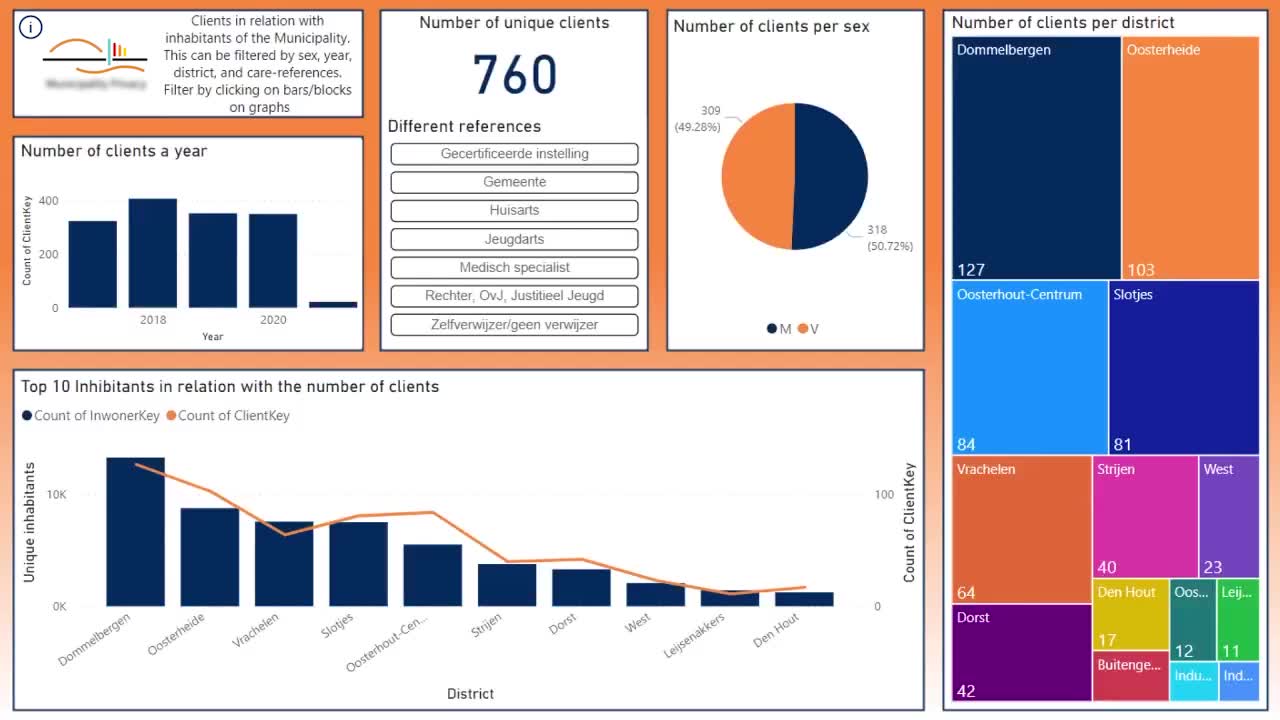 i
Clients in relation with
inhabitants of the Municipality.
This can be filtered by sex, year,
district, and care-references.
Filter by clicking on bars/blocks
on graphs
Number of clients a year
Count of ClientKey
400
200
0
2018
2020
Year
Number of unique clients
760
Different references
Gecertificeerde instelling
Gemeente
Huisarts
Jeugdarts
Medisch specialist
Rechter, OvJ, Justitieel Jeugd
Zelfverwijzer/geen verwijzer
Number of clients per sex
309
(49.28%)
318
(50.72%)
M
V
Top 10 Inhibitants in relation with the number of clients
Count of InwonerKey
Count of ClientKey
Unique inhabitants
10K
0K
100
0
Count of ClientKey
Dommelbergen
Oosterheide
Vrachelen
Slotjes
Oosterhout-Cen...
Strijen
Dorst
West
Leijsenakkers
Den Hout
District
Number of clients per district
Dommelbergen
127
Oosterheide
103
Oosterhout-Centrum
84
Slotjes
81
Vrachelen
64
Strijen
40
West
23
Dorst
42
Den Hout
17
Oos...
12
Leij...
11
Buitenge...
Indu...
Ind...